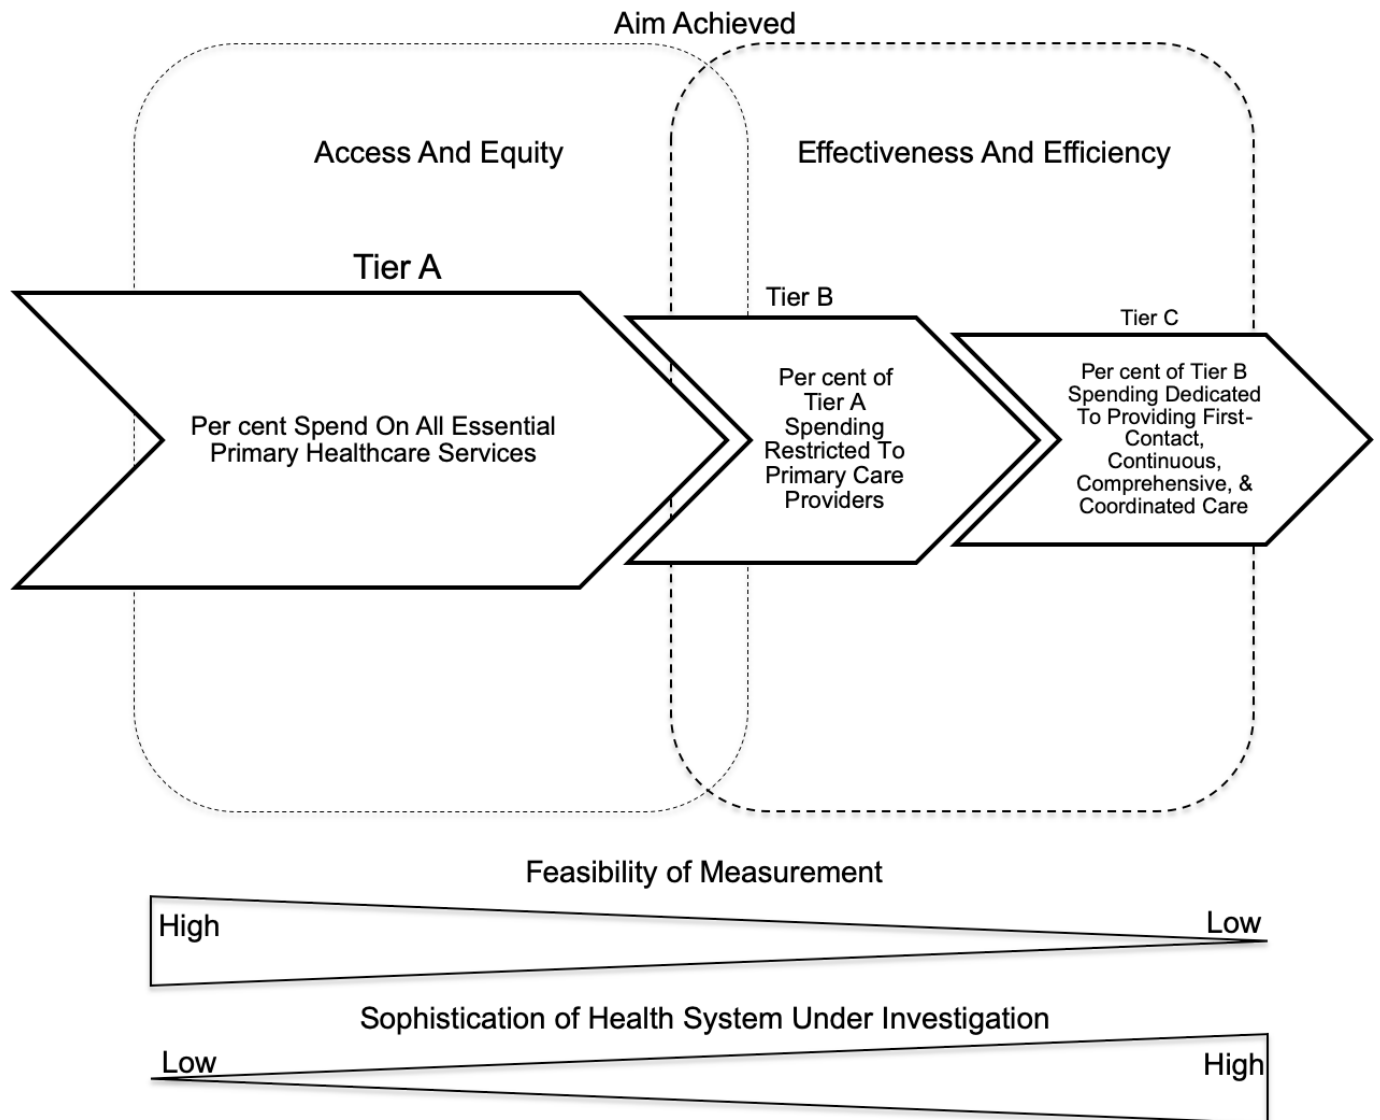 Aim Achieved
Access And Equity
Effectiveness And Efficiency
Tier A
Tier B
Tier C
Per cent Spend On All Essential
Primary Healthcare Services
Per cent of
Tier A
Spending
Restricted To
Primary Care
Providers
Per cent of Tier B
Spending Dedicated
To Providing First-
Contact,
Continuous,
Comprehensive, &
Coordinated Care
Feasibility of Measurement
High
Low
Sophistication of Health System Under Investigation
Low
High